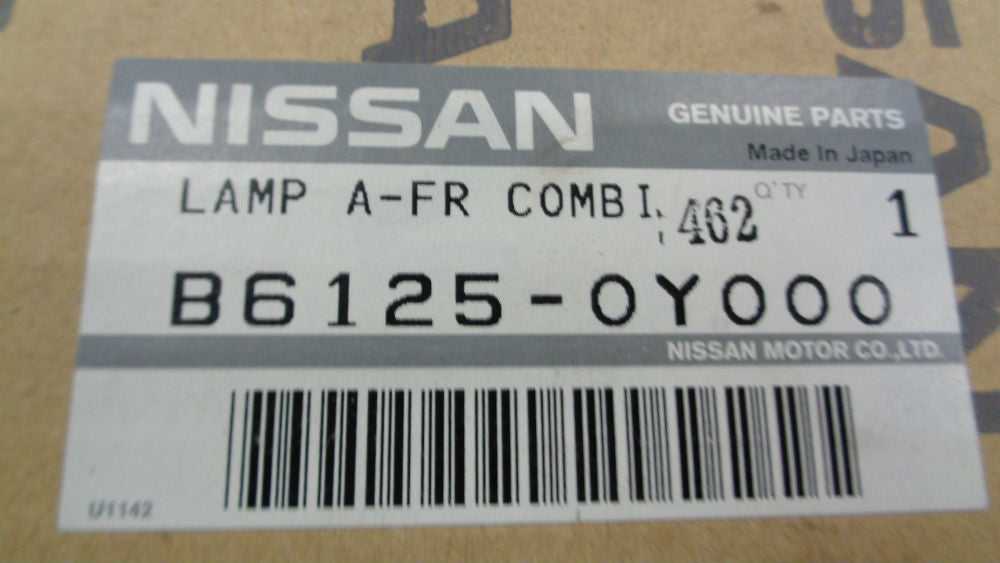 NISSAN
GENUINE PARTS
Made In Japan
LAMP A-FR COMBI, 462 Q'TY 1
B6125-0Y000
NISSAN MOTOR CO.,LTD.
U1142